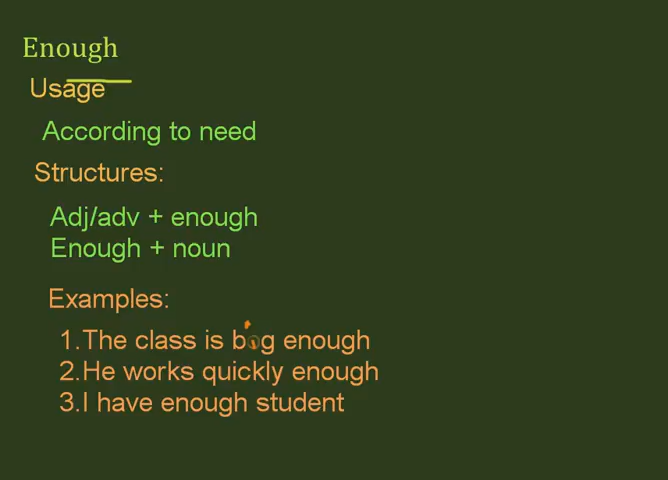 Enough
Usage
According to need
Structures:
Adj/adv + enough
Enough + noun
Examples:
1.The class is big enough
2.He works quickly enough
3.I have enough student